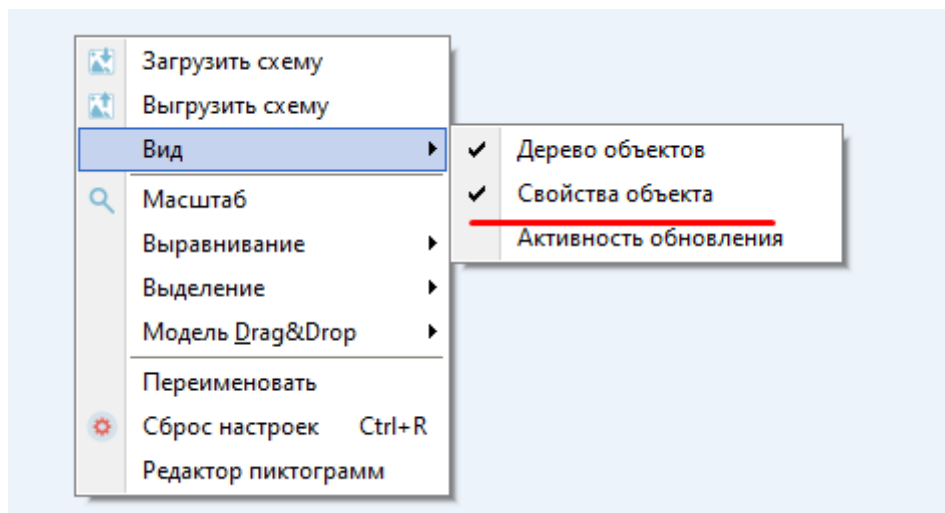 Загрузить схему
Выгрузить схему
Вид
Дерево объектов
Свойства объекта
Активность обновления
Масштаб
Выравнивание
Выделение
Модель Drag&Drop
Переименовать
Сброс настроек Ctrl+R
Редактор пиктограмм